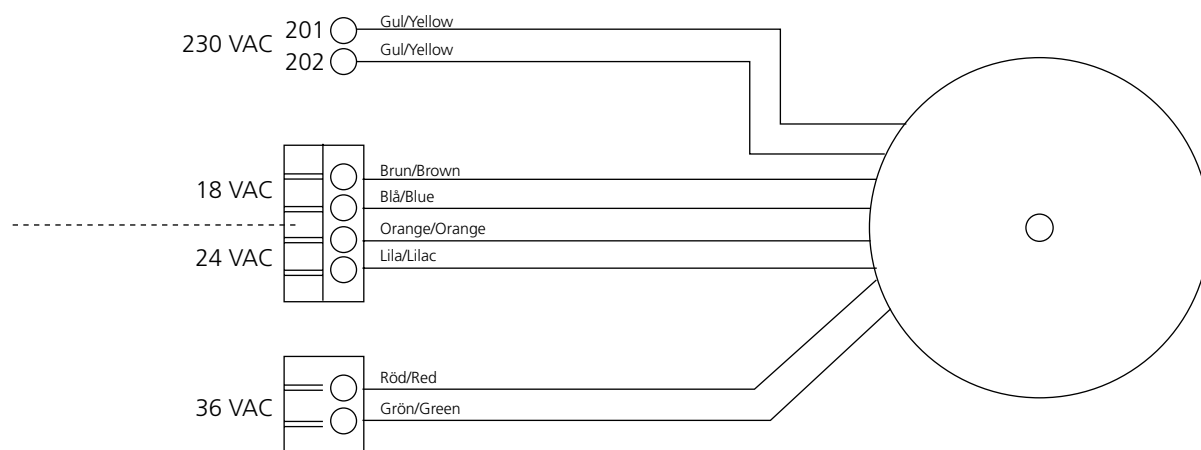 201 Gul/Yellow
230 VAC
202 Gul/Yellow
Brun/Brown
18 VAC
Blå/Blue
Orange/Orange
24 VAC
Lila/Lilac
Röd/Red
36 VAC
Grön/Green